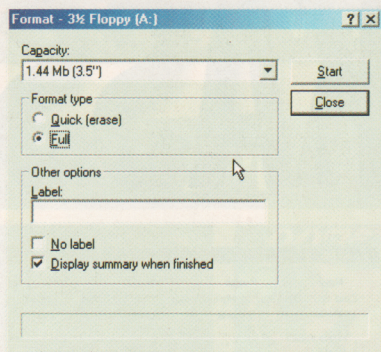 Format - 3½ Floppy (A:)
Capacity:
1.44 Mb (3.5")
Start
Format type
Close
Quick (erase)
Full
Other options
Label:
No label
Display summary when finished